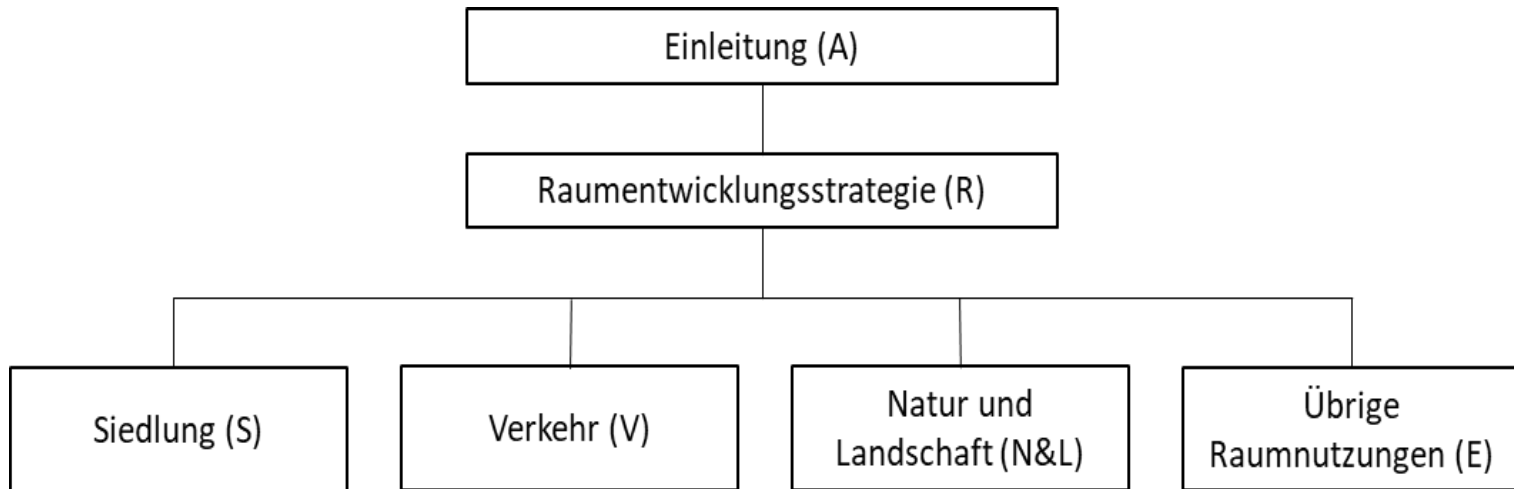 Einleitung (A)
Raumentwicklungsstrategie (R)
Siedlung (S)
Verkehr (V)
Natur und
Landschaft (N&L)
Übrige
Raumnutzungen (E)